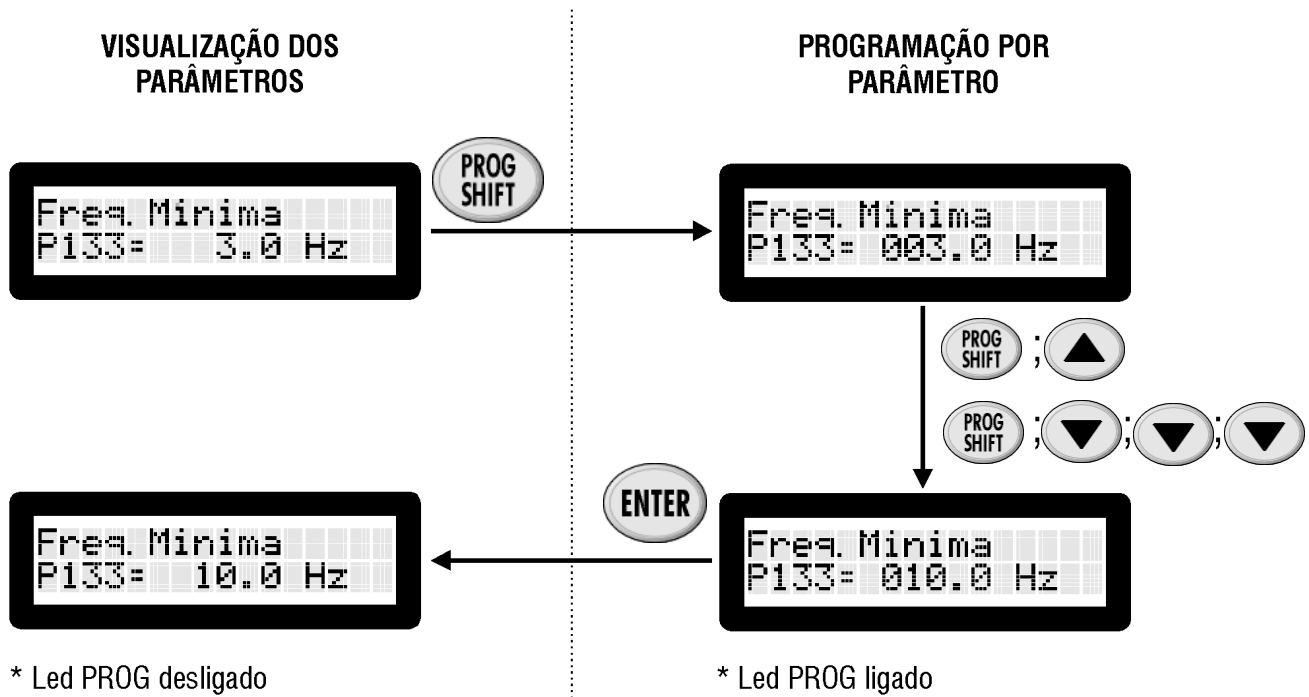 VISUALIZAÇÃO DOS
PARÂMETROS
PROGRAMAÇÃO POR
PARÂMETRO
Freq. Minima
P133= 3.0 Hz
PROG
SHIFT
Freq. Minima
P133= 003.0 Hz
PROG
SHIFT ;
PROG
SHIFT ; ; ;
Freq. Minima
P133= 10.0 Hz
ENTER
Freq. Minima
P133= 010.0 Hz
* Led PROG desligado
* Led PROG ligado